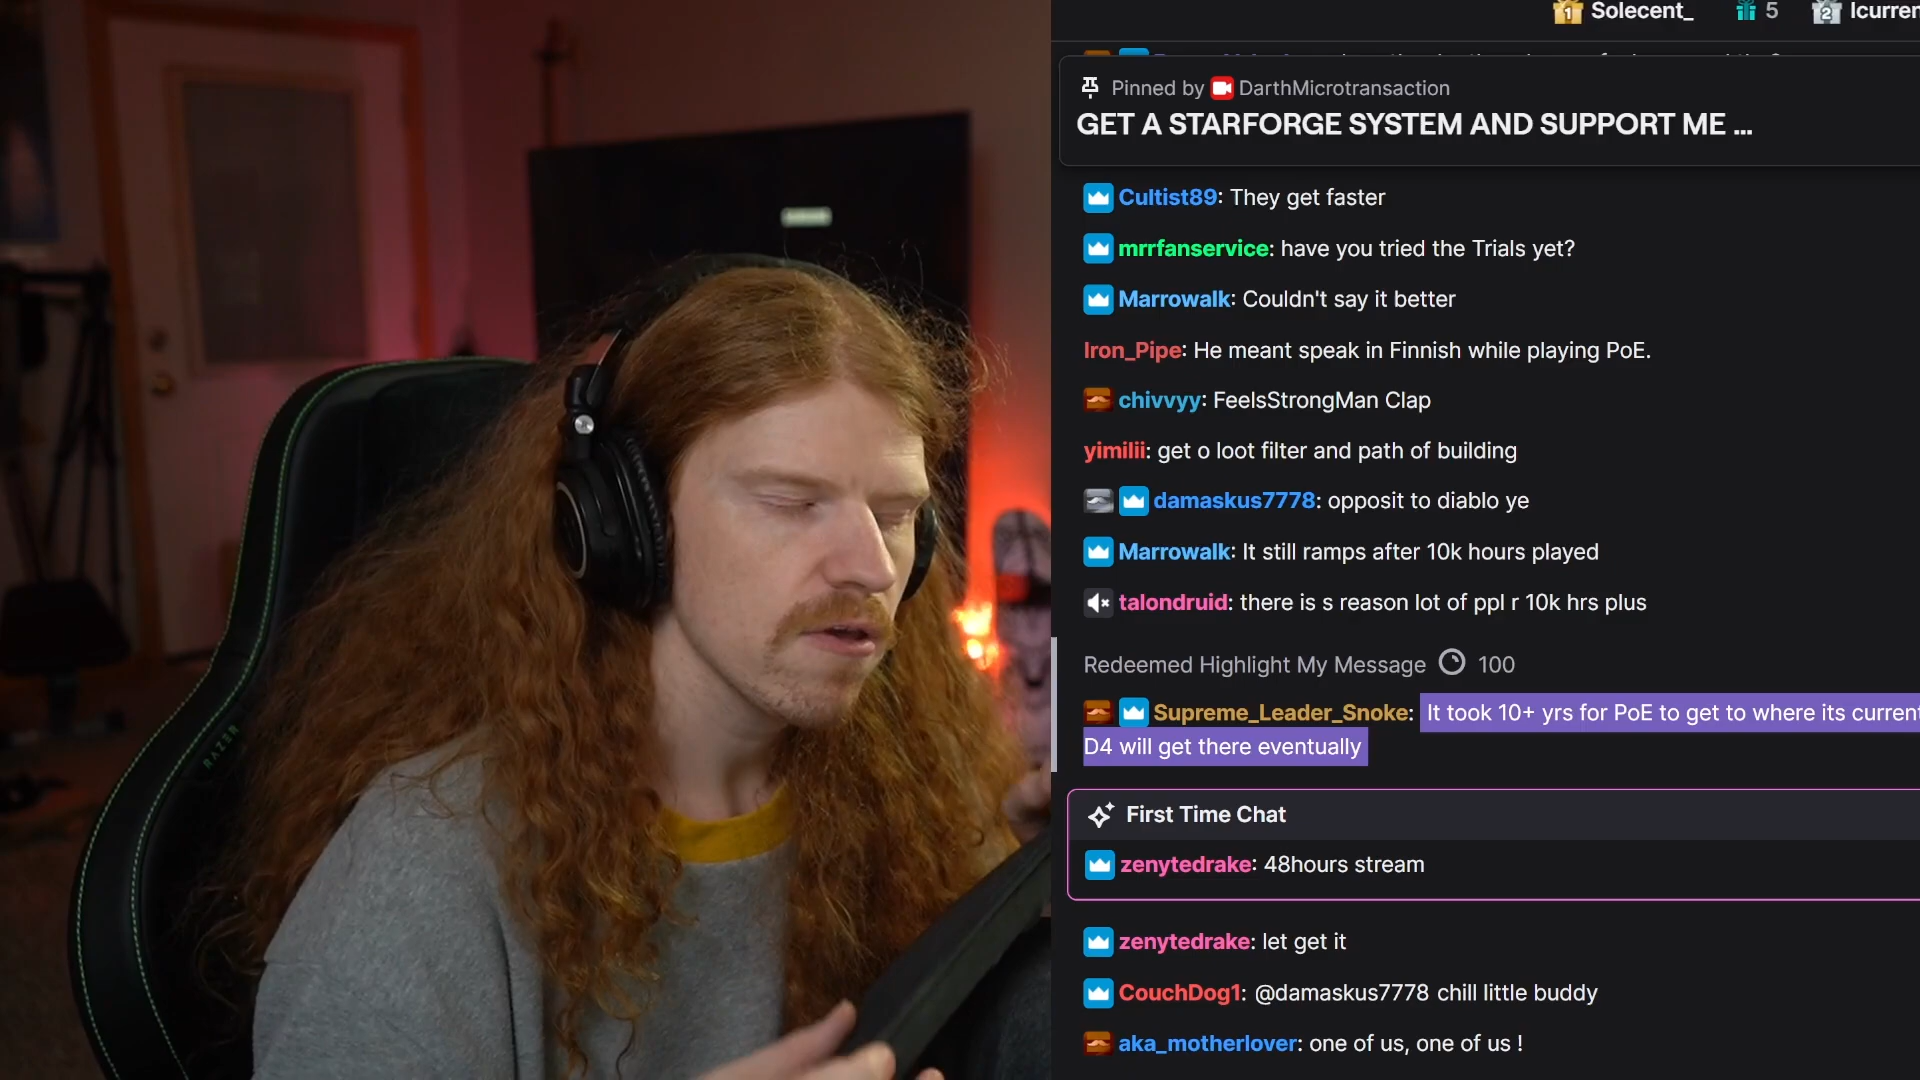 1 Solecent_ 5 2
Pinned by DarthMicrotransaction
GET A STARFORGE SYSTEM AND SUPPORT ME ...
Cultist89: They get faster
mrrfanservice: have you tried the Trials yet?
Marrowalk: Couldn't say it better
Iron_Pipe: He meant speak in Finnish while playing PoE.
chivvyy: FeelsStrongMan Clap
yimilii: get o loot filter and path of building
damaskus7778: opposit to diablo ye
Marrowalk: It still ramps after 10k hours played
talondruid: there is s reason lot of ppl r 10k hrs plus
Redeemed Highlight My Message 100
Supreme_Leader_Snoke: It took 10+ yrs for PoE to get to where its current
D4 will get there eventually
First Time Chat
zenytedrake: 48hours stream
zenytedrake: let get it
CouchDog1: @damaskus7778 chill little buddy
aka_motherlover: one of us, one of us !
RAZER